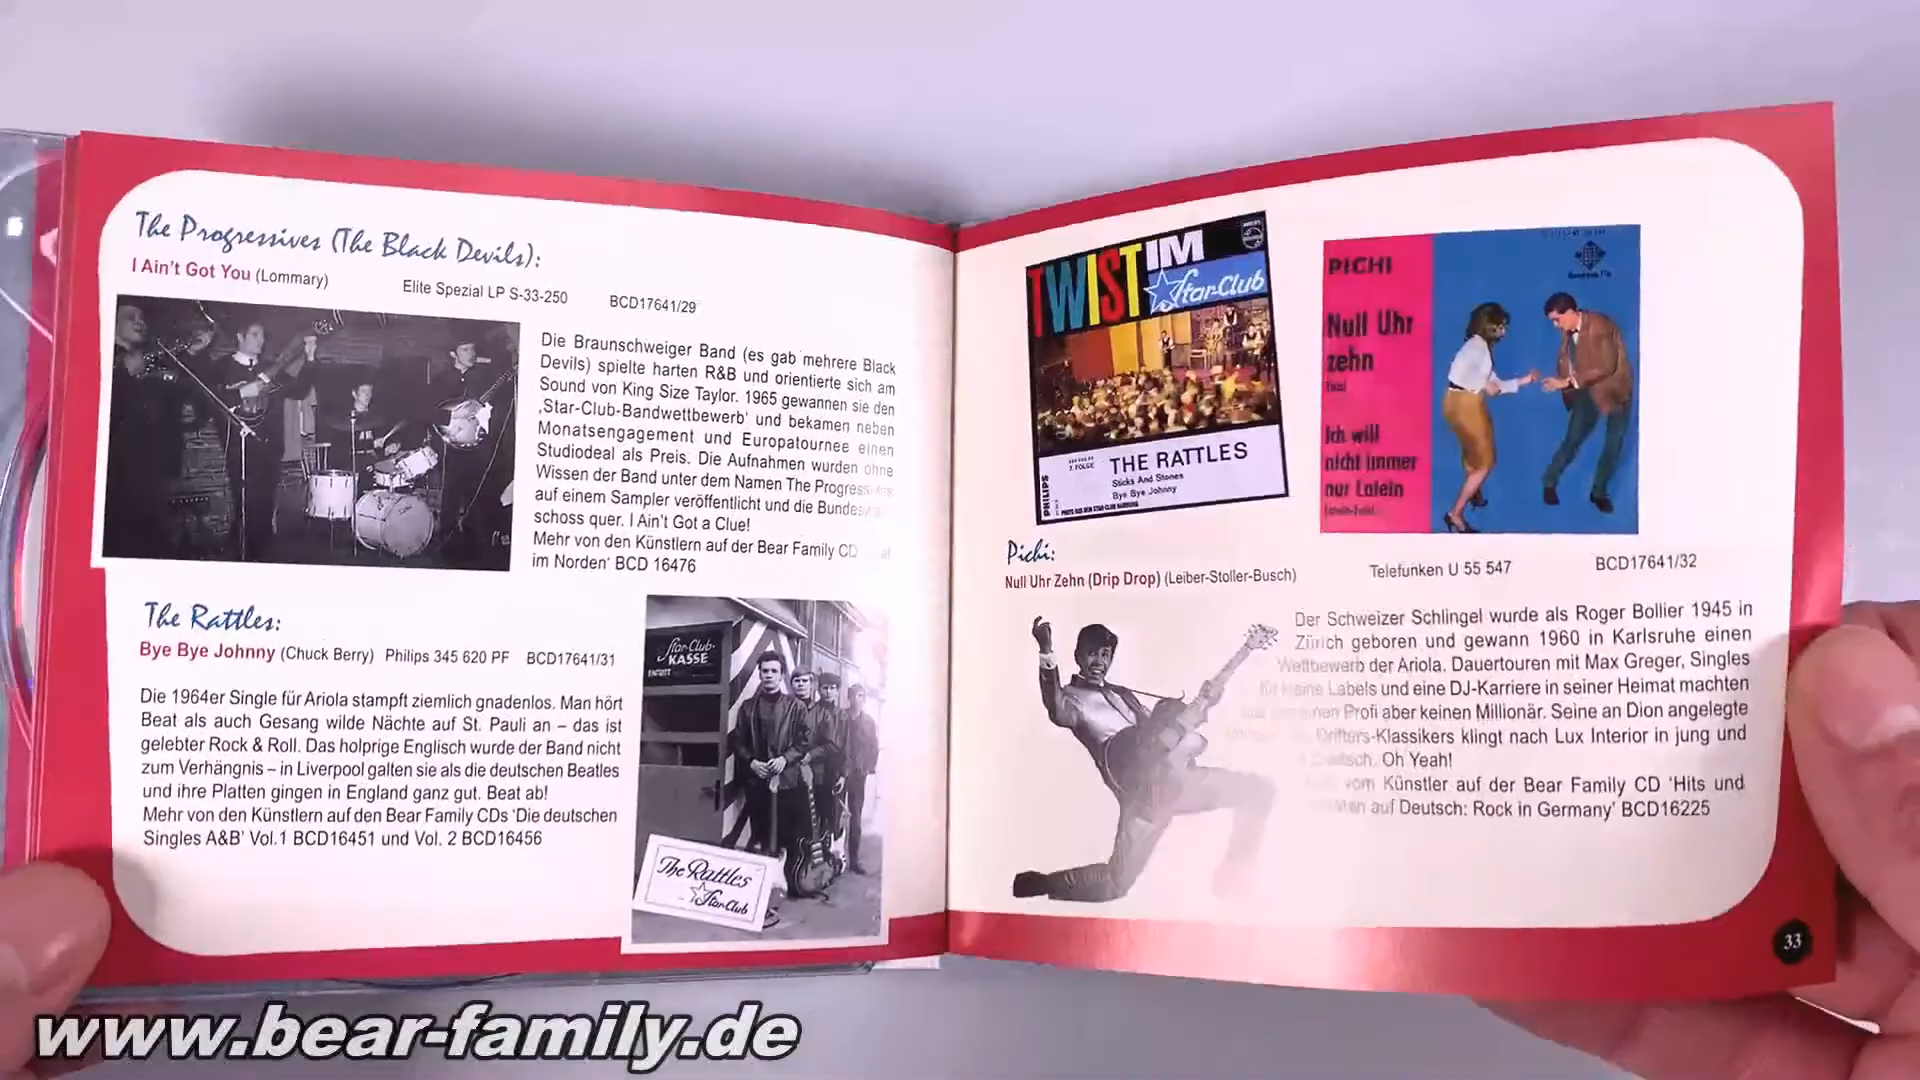 The Progressives (The Black Devils):
I Ain't Got You (Lommary) Elite Spezial LP S-33-250 BCD17641/29
Die Braunschweiger Band (es gab mehrere Black
Devils) spielte harten R&B und orientierte sich am
Sound von King Size Taylor. 1965 gewannen sie den
‚Star-Club-Bandwettbewerb' und bekamen neben
Monatsengagement und Europatournee einen
Studiodeal als Preis. Die Aufnahmen wurden ohne
Wissen der Band unter dem Namen The
auf einem Sampler veröffentlicht und die
schoss quer. I Ain't Got a Clue!
Mehr von den Künstlern auf der Bear Family CD
im Norden' BCD 16476
The Rattles:
Bye Bye Johnny (Chuck Berry) Philips 345 620 PF BCD17641/31
Die 1964er Single für Ariola stampft ziemlich gnadenlos. Man hört
Beat als auch Gesang wilde Nächte auf St. Pauli an – das ist
gelebter Rock & Roll. Das holprige Englisch wurde der Band nicht
zum Verhängnis – in Liverpool galten sie als die deutschen Beatles
und ihre Platten gingen in England ganz gut. Beat ab!
Mehr von den Künstlern auf den Bear Family CDs 'Die deutschen
Singles A&B' Vol.1 BCD16451 und Vol. 2 BCD16456
Star-Club-
KASSE
The Rattles
Star-Club
TWIST IM
Star-Club
2. FOLGE
THE RATTLES
Sticks And Stones
Bye Bye Johnny
PHILIPS
PICHI
Null Uhr
zehn
Ich will
nicht immer
nur Latein
Pichi:
Null Uhr Zehn (Drip Drop) (Leiber-Stoller-Busch) Telefunken U 55 547 BCD17641/32
Der Schweizer Schlingel wurde als Roger Bollier 1945 in
Zürich geboren und gewann 1960 in Karlsruhe einen
Wettbewerb der Ariola. Dauertouren mit Max Greger, Singles
für kleine Labels und eine DJ-Karriere in seiner Heimat machten
einen Profi aber keinen Millionär. Seine an Dion angelegte
Drifters-Klassikers klingt nach Lux Interior in jung und
Deutsch. Oh Yeah!
vom Künstler auf der Bear Family CD 'Hits und
auf Deutsch: Rock in Germany' BCD16225
33
www.bear-family.de